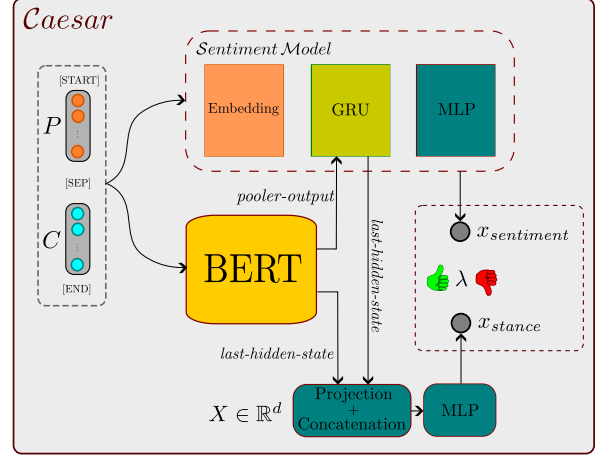 Caesar
Sentiment Model
[START]
P
[SEP]
C
[END]
Embedding
GRU
MLP
pooler-output
last-hidden-state
BERT
last-hidden-state
x_sentiment
λ
x_stance
X ∈ ℝ^d
Projection
+
Concatenation
MLP